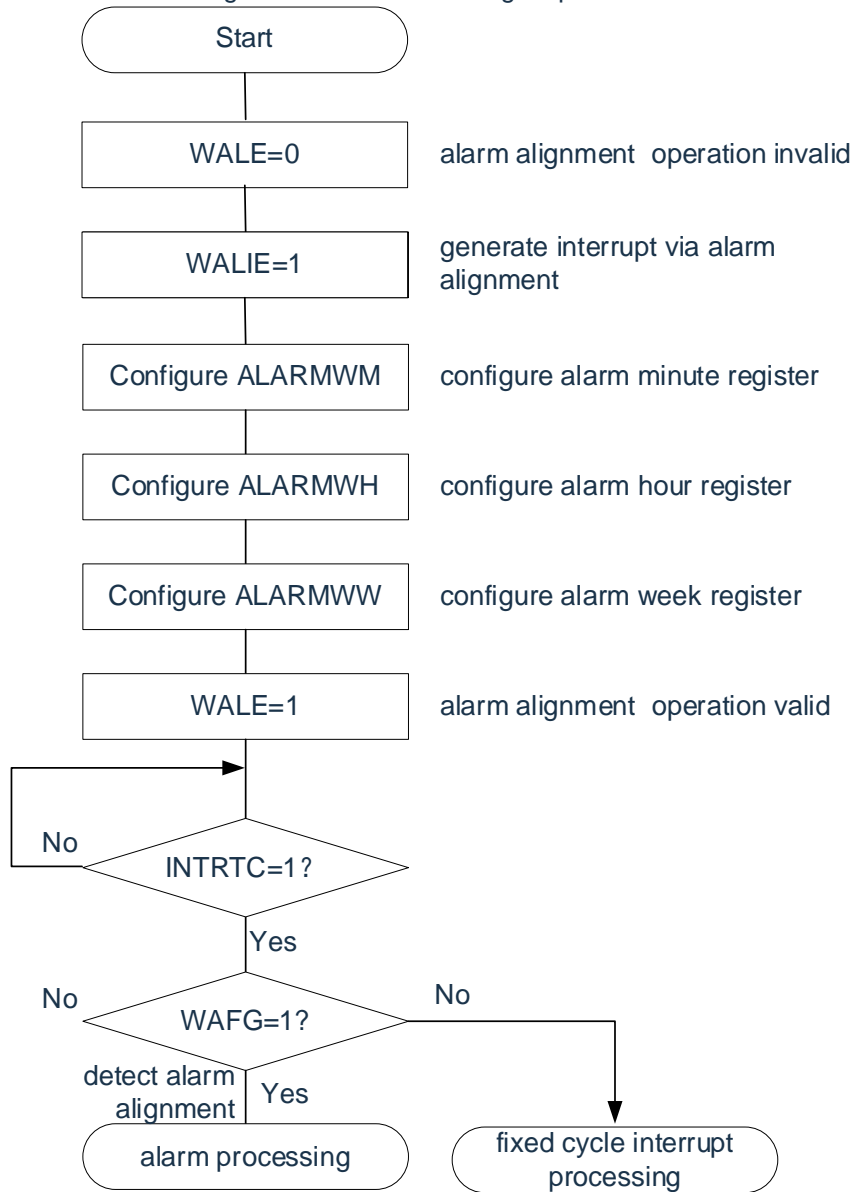 Start
WALE=0
alarm alignment operation invalid
WALIE=1
generate interrupt via alarm
alignment
Configure ALARMWM
configure alarm minute register
Configure ALARMWH
configure alarm hour register
Configure ALARMWW
configure alarm week register
WALE=1
alarm alignment operation valid
No
INTRTC=1?
Yes
No
WAFG=1?
No
detect alarm
alignment
Yes
alarm processing
fixed cycle interrupt
processing